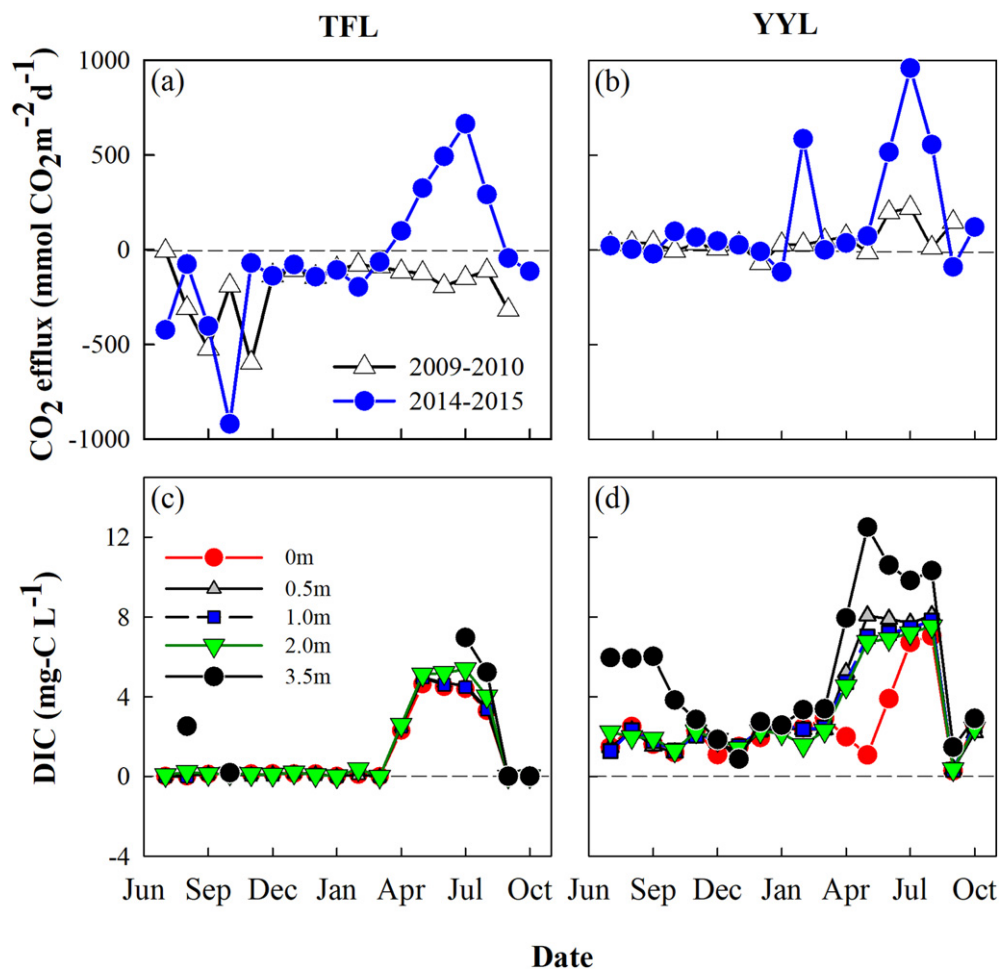 TFL
YYL
CO2 efflux (mmol CO2m-2d-1)
1000
500
0
-500
-1000
(a)
2009-2010
2014-2015
(b)
DIC (mg-C L-1)
12
8
4
0
-4
(c)
0m
0.5m
1.0m
2.0m
3.5m
(d)
Jun Sep Dec Jan Apr Jul Oct
Jun Sep Dec Jan Apr Jul Oct
Date